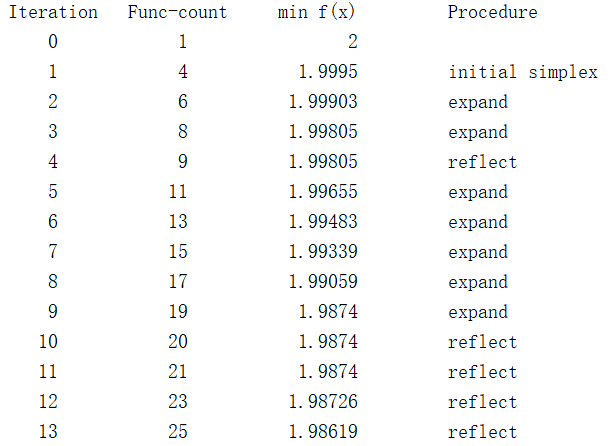 Iteration Func-count min f(x) Procedure
0 1 2
1 4 1.9995 initial simplex
2 6 1.99903 expand
3 8 1.99805 expand
4 9 1.99805 reflect
5 11 1.99655 expand
6 13 1.99483 expand
7 15 1.99339 expand
8 17 1.99059 expand
9 19 1.9874 expand
10 20 1.9874 reflect
11 21 1.9874 reflect
12 23 1.98726 reflect
13 25 1.98619 reflect